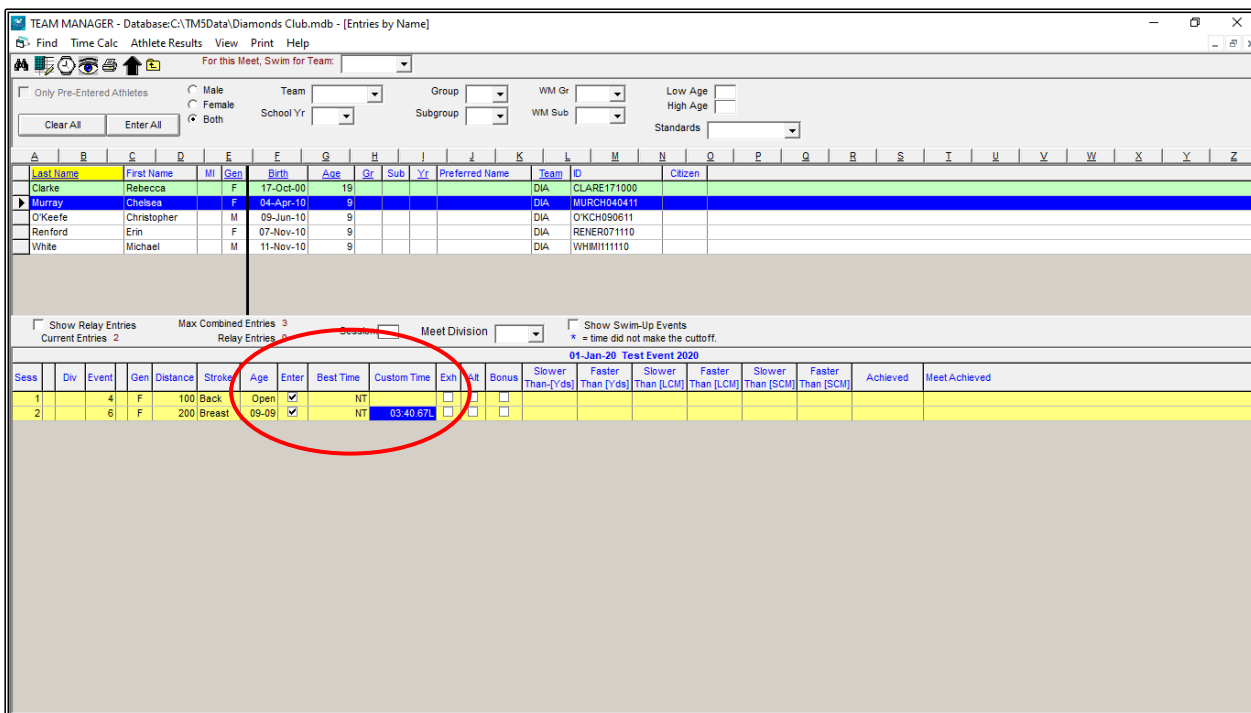 TEAM MANAGER - Database:C:\TM5Data\Diamonds Club.mdb - [Entries by Name]
Find Time Calc Athlete Results View Print Help
For this Meet, Swim for Team:
Only Pre-Entered Athletes Male Team Group WM Gr Low Age
Female High Age
Clear All Enter All Both School Yr Subgroup WM Sub Standards
A B C D E F G H I J K L M N O P Q R S T U V W X Y Z
Last Name First Name MI Gen Birth Age Gr Sub Yr Preferred Name Team ID Citizen
Clarke Rebecca F 17-Oct-00 19 DIA CLARE171000
Murray Chelsea F 04-Apr-10 9 DIA MURCH040411
O'Keefe Christopher M 09-Jun-10 9 DIA O'KCH090611
Renford Erin F 07-Nov-10 9 DIA RENER071110
White Michael M 11-Nov-10 9 DIA WHIMI111110
Show Relay Entries Max Combined Entries 3 Session Meet Division Show Swim-Up Events
Current Entries 2 Relay Entries 0 * = time did not make the cuttoff.
01-Jan-20 Test Event 2020
Sess Div Event Gen Distance Stroke Age Enter Best Time Custom Time Exh Alt Bonus Slower Than-[Yds] Faster Than [Yds] Slower Than [LCM] Faster Than [LCM] Slower Than [SCM] Faster Than [SCM] Achieved Meet Achieved
1 4 F 100 Back Open NT
2 6 F 200 Breast 09-09 NT 03:40.67L